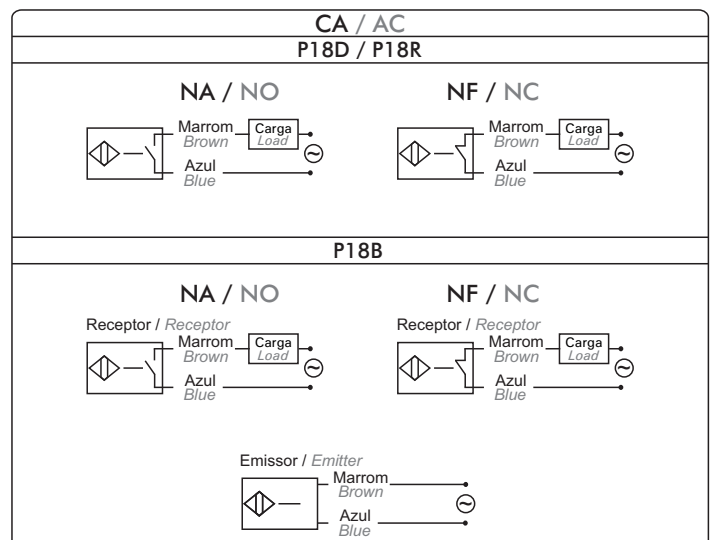 CA / AC
P18D / P18R
NA / NO
NF / NC
Marrom
Brown
Carga
Load
Azul
Blue
Marrom
Brown
Carga
Load
Azul
Blue
P18B
NA / NO
NF / NC
Receptor / Receptor
Marrom
Brown
Carga
Load
Azul
Blue
Receptor / Receptor
Marrom
Brown
Carga
Load
Azul
Blue
Emissor / Emitter
Marrom
Brown
Azul
Blue